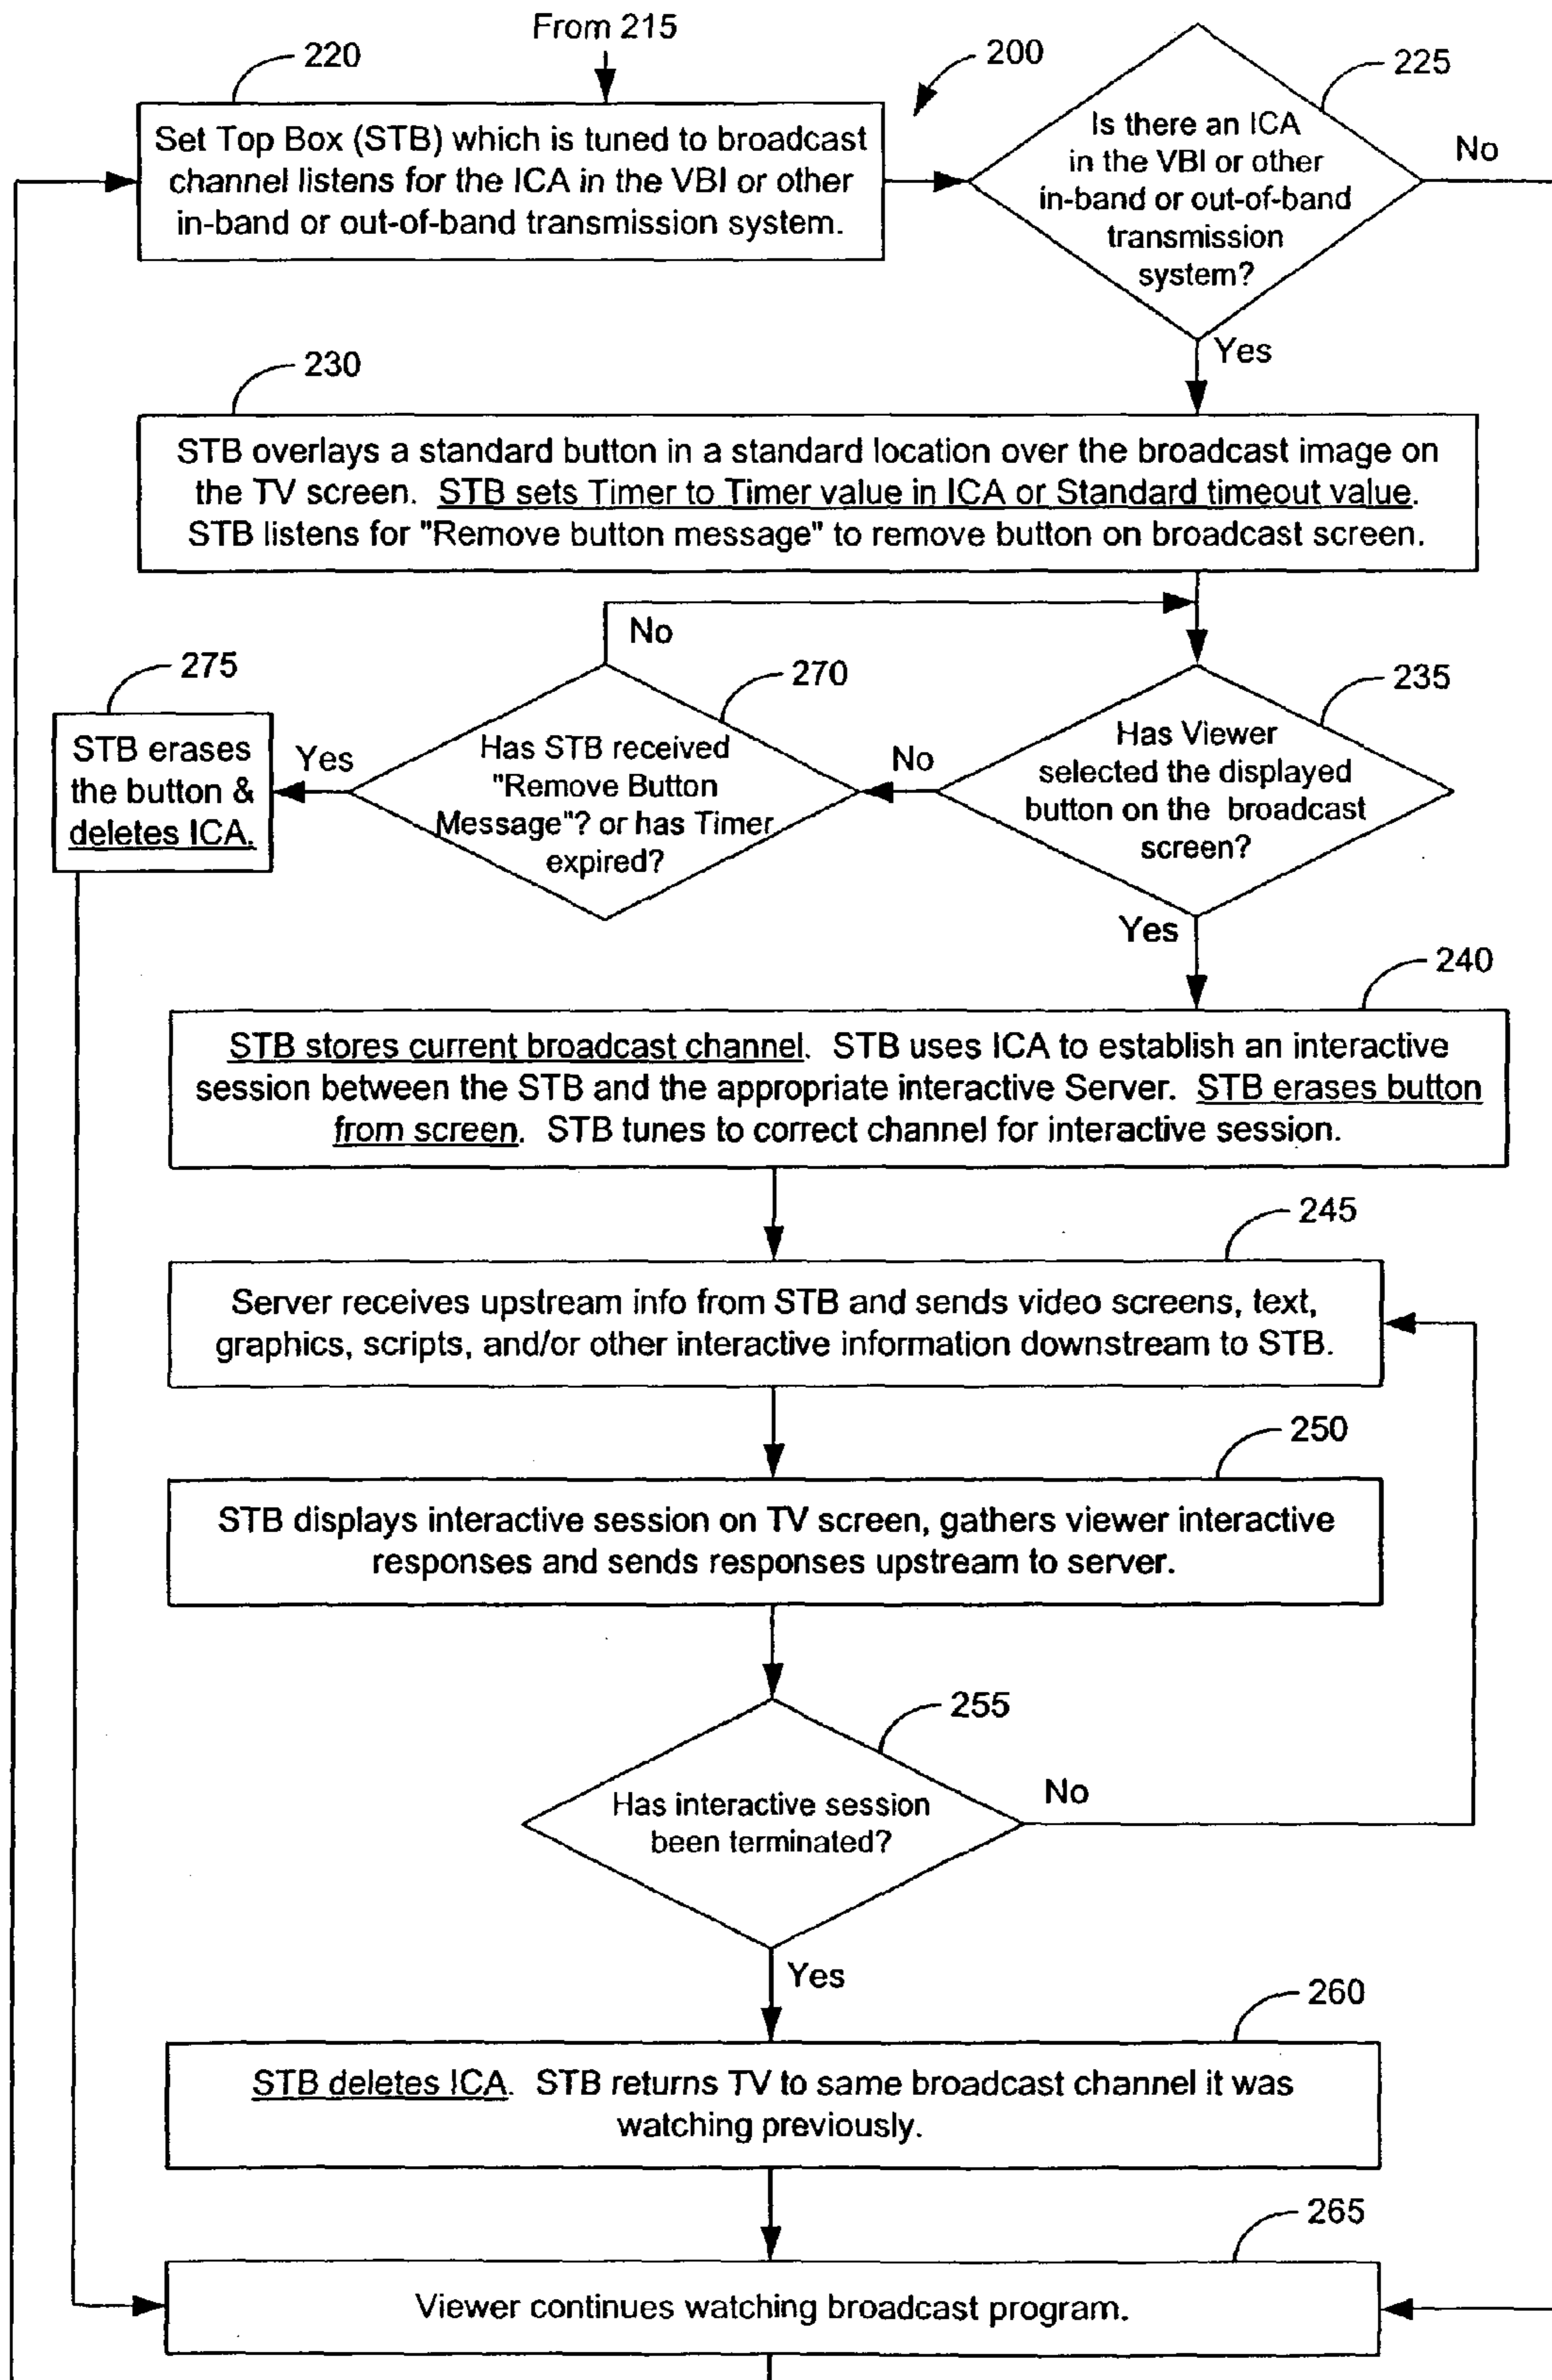 From 215
200
220
Set Top Box (STB) which is tuned to broadcast
channel listens for the ICA in the VBI or other
in-band or out-of-band transmission system.
225
Is there an ICA
in the VBI or other
in-band or out-of-band
transmission
system?
No
Yes
230
STB overlays a standard button in a standard location over the broadcast image on
the TV screen. STB sets Timer to Timer value in ICA or Standard timeout value.
STB listens for "Remove button message" to remove button on broadcast screen.
235
Has Viewer
selected the displayed
button on the broadcast
screen?
No
270
Has STB received
"Remove Button
Message"? or has Timer
expired?
No
Yes
275
STB erases
the button &
deletes ICA.
Yes
240
STB stores current broadcast channel. STB uses ICA to establish an interactive
session between the STB and the appropriate interactive Server. STB erases button
from screen. STB tunes to correct channel for interactive session.
245
Server receives upstream info from STB and sends video screens, text,
graphics, scripts, and/or other interactive information downstream to STB.
250
STB displays interactive session on TV screen, gathers viewer interactive
responses and sends responses upstream to server.
255
Has interactive session
been terminated?
No
Yes
260
STB deletes ICA. STB returns TV to same broadcast channel it was
watching previously.
265
Viewer continues watching broadcast program.